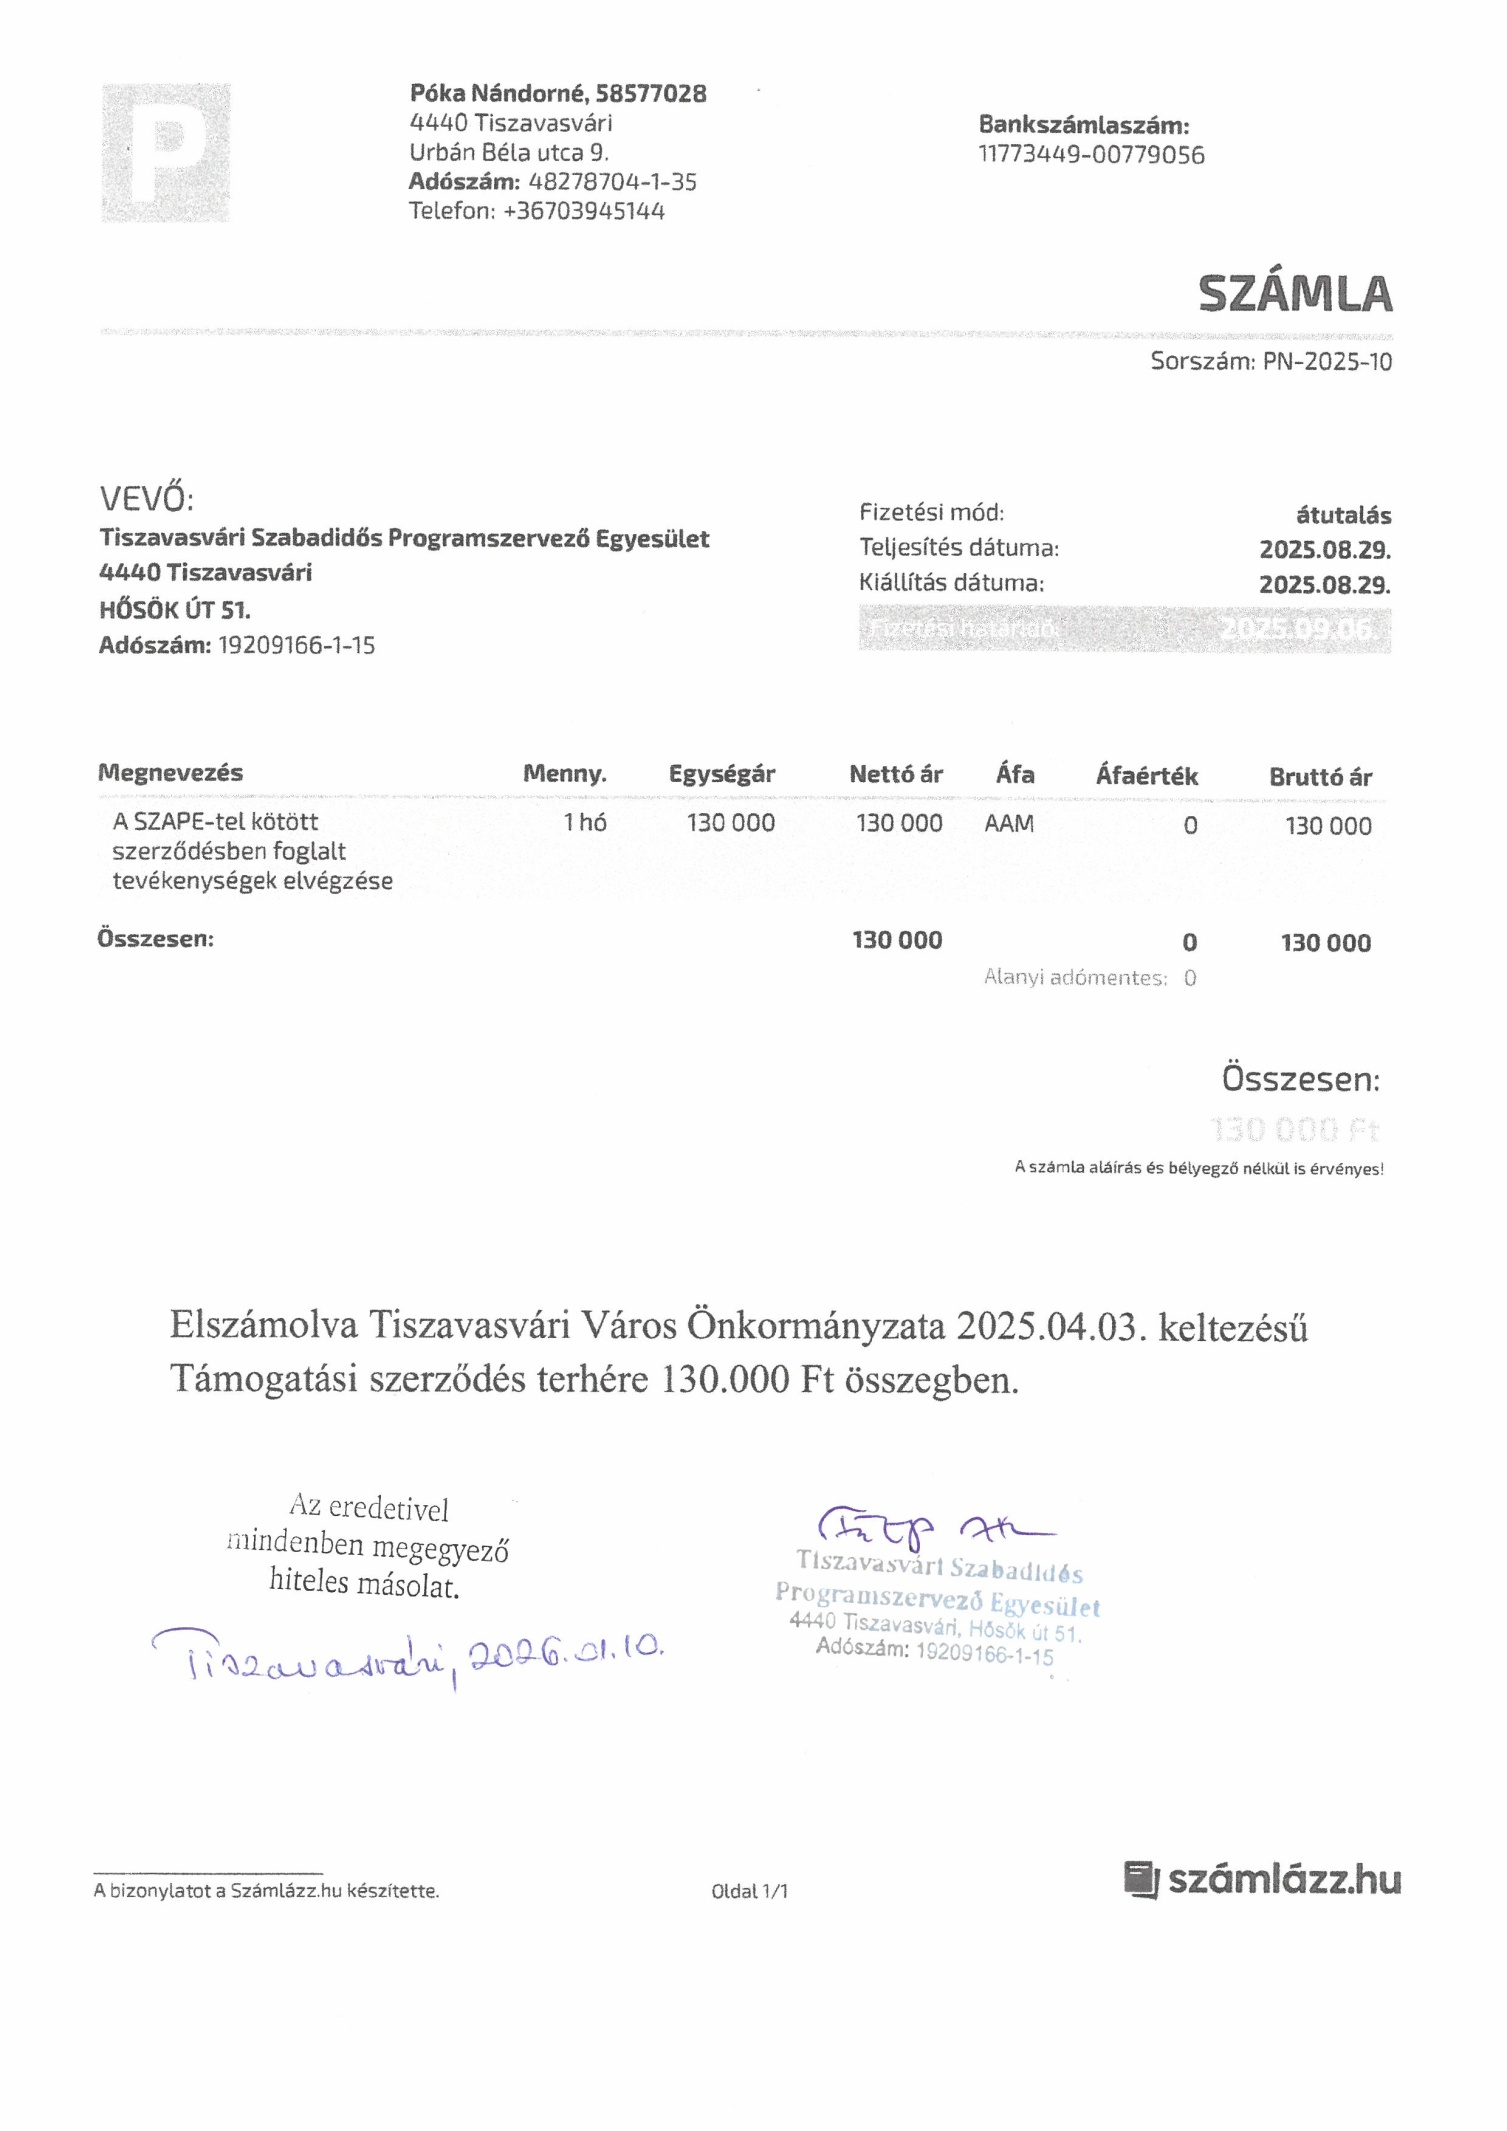 P
Póka Nándorné, 58577028
4440 Tiszavasvári
Urbán Béla utca 9.
Adószám: 48278704-1-35
Telefon: +36703945144
Bankszámlaszám:
11773449-00779056
SZÁMLA
Sorszám: PN-2025-10
VEVŐ:
Tiszavasvári Szabadidős Programszervező Egyesület
4440 Tiszavasvári
HŐSÖK ÚT 51.
Adószám: 19209166-1-15
Fizetési mód: átutalás
Teljesítés dátuma: 2025.08.29.
Kiállítás dátuma: 2025.08.29.
Fizetési határidő: 2025.09.06.
Megnevezés Menny. Egységár Nettó ár Áfa Áfaérték Bruttó ár
A SZAPE-tel kötött 1 hó 130 000 130 000 AAM 0 130 000
szerződésben foglalt
tevékenységek elvégzése
Összesen: 130 000 0 130 000
Alanyi adómentes: 0
Összesen:
130 000 Ft
A számla aláírás és bélyegző nélkül is érvényes!
Elszámolva Tiszavasvári Város Önkormányzata 2025.04.03. keltezésű
Támogatási szerződés terhére 130.000 Ft összegben.
Az eredetivel
mindenben megegyező
hiteles másolat.
Tiszavasvári, 2026.01.10.
Tiszavasvári Szabadidős
Programszervező Egyesület
4440 Tiszavasvári, Hősök út 51.
Adószám: 19209166-1-15
A bizonylatot a Számlázz.hu készítette.
Oldal 1/1
számlázz.hu